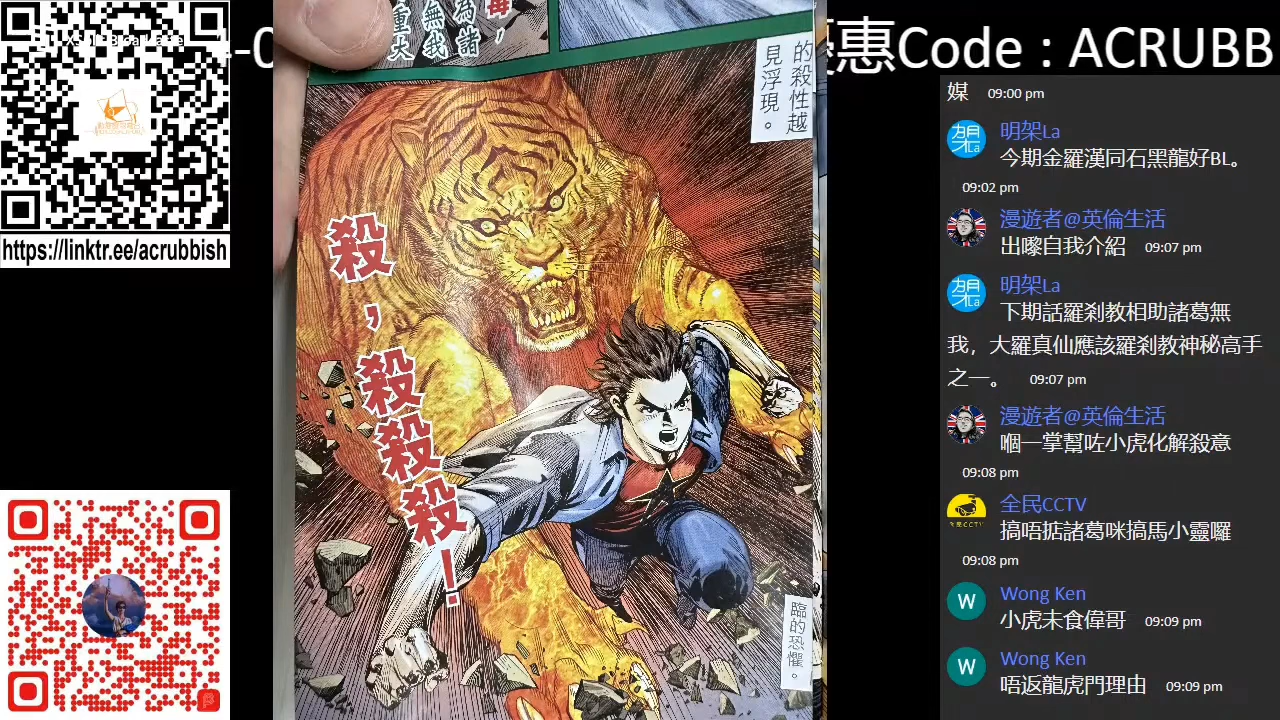 https://linktr.ee/acrubbish
惠Code : ACRUBB
毒，
為諸
無我
重大
的殺性越
見浮現。
殺，殺殺殺！
臨的恐懼。
媒 09:00 pm
明架La
今期金羅漢同石黑龍好BL。
09:02 pm
漫遊者@英倫生活
出嚟自我介紹 09:07 pm
明架La
下期話羅剎教相助諸葛無
我，大羅真仙應該羅剎教神秘高手
之一。 09:07 pm
漫遊者@英倫生活
嗰一掌幫咗小虎化解殺意
09:08 pm
全民CCTV
搞唔掂諸葛咪搞馬小靈囉
09:08 pm
Wong Ken
小虎未食偉哥 09:09 pm
Wong Ken
唔返龍虎門理由 09:09 pm